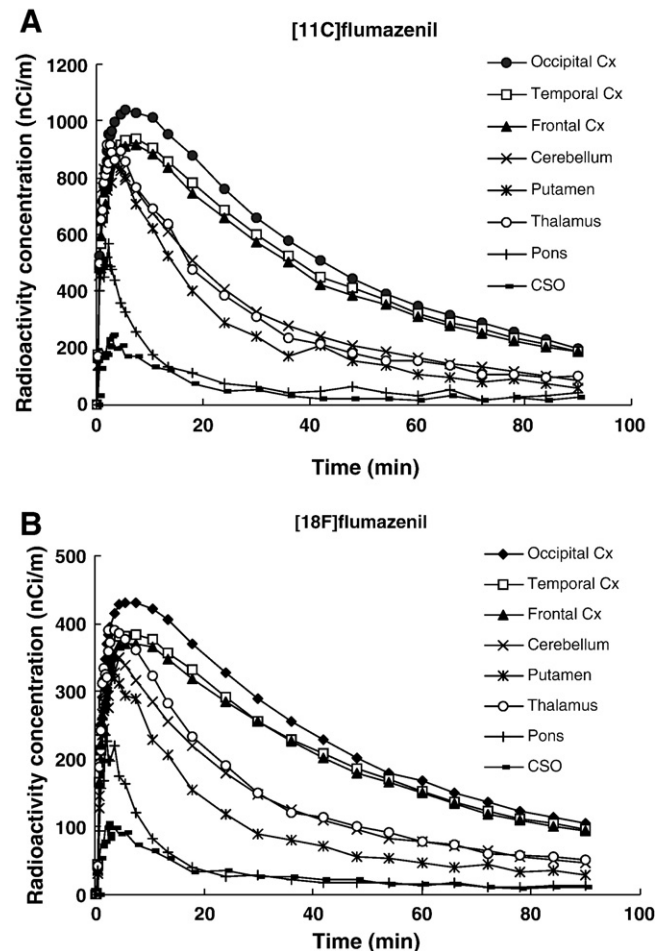 A
[11C]flumazenil
Radioactivity concentration (nCi/m)
1200
1000
800
600
400
200
0
0
20
40
60
80
100
Time (min)
Occipital Cx
Temporal Cx
Frontal Cx
Cerebellum
Putamen
Thalamus
Pons
CSO
B
[18F]flumazenil
Radioactivity concentration (nCi/m)
500
400
300
200
100
0
0
20
40
60
80
100
Time (min)
Occipital Cx
Temporal Cx
Frontal Cx
Cerebellum
Putamen
Thalamus
Pons
CSO